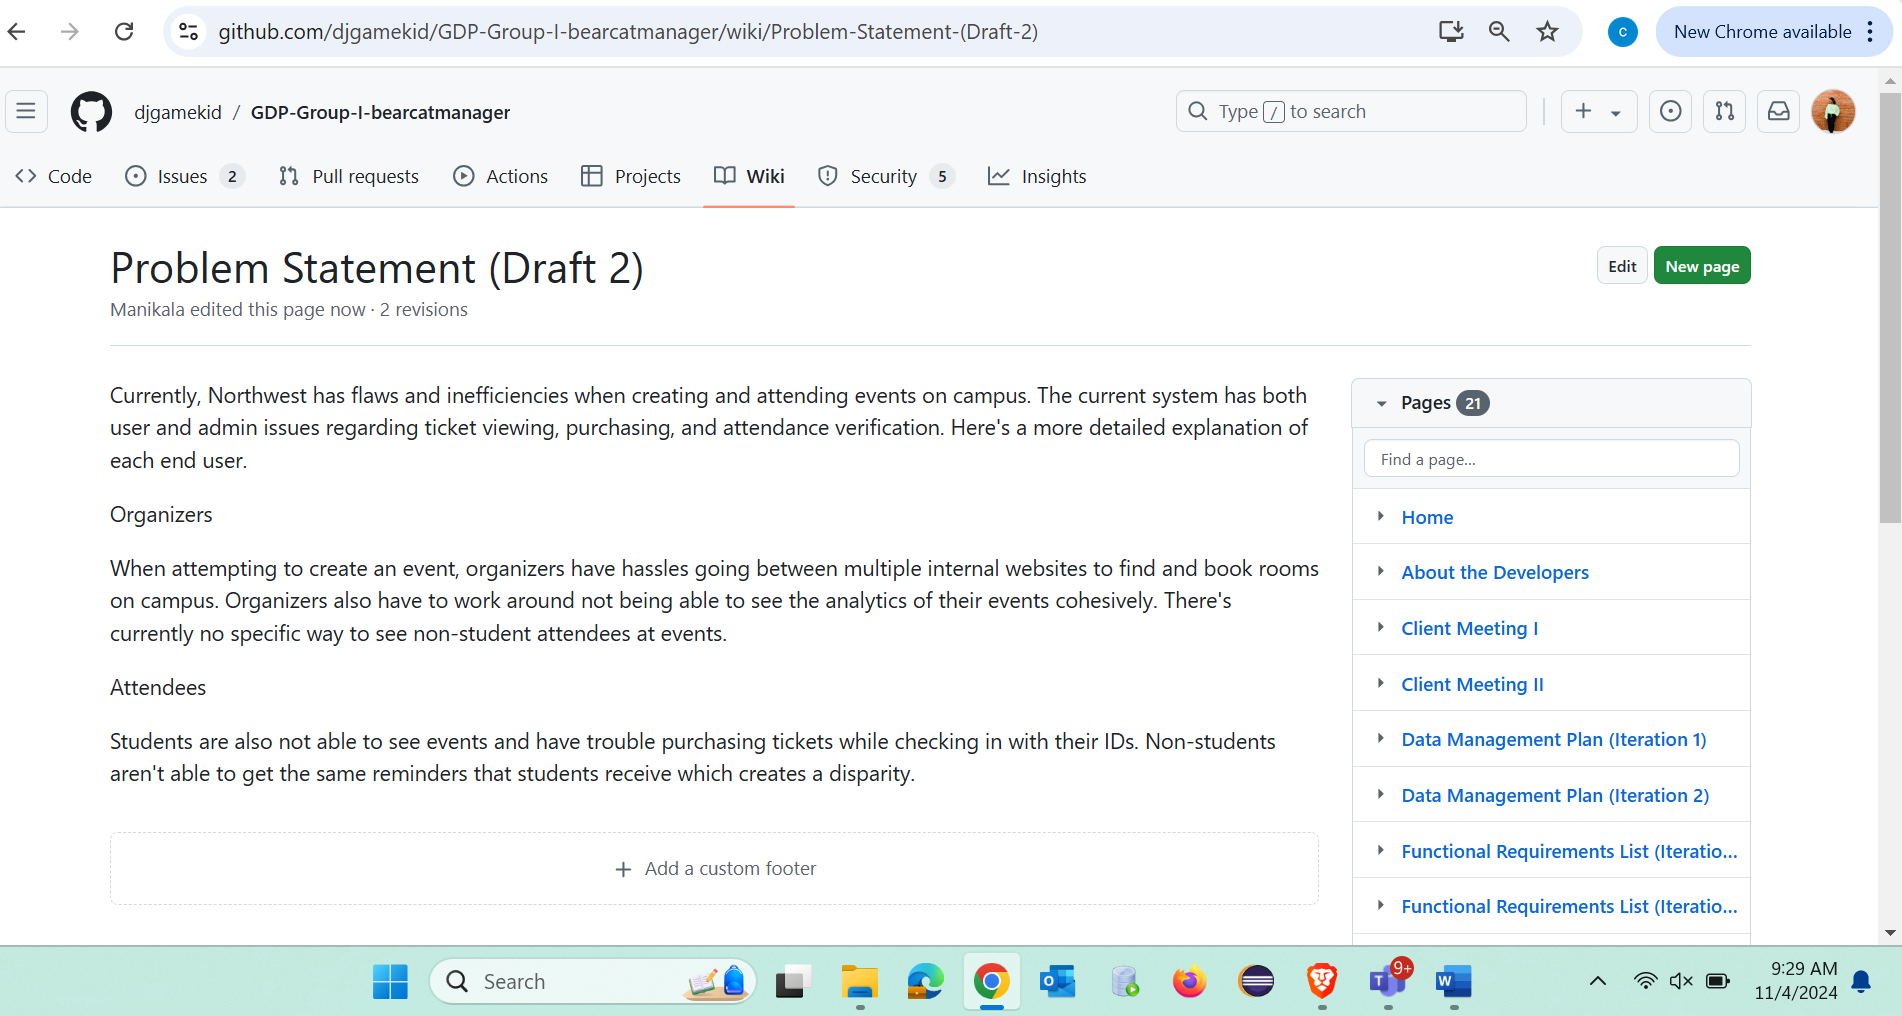 github.com/djgamekid/GDP-Group-I-bearcatmanager/wiki/Problem-Statement-(Draft-2)
C
New Chrome available
djgamekid / GDP-Group-I-bearcatmanager
Type / to search
Code
Issues 2
Pull requests
Actions
Projects
Wiki
Security 5
Insights
Problem Statement (Draft 2)
Edit
New page
Manikala edited this page now · 2 revisions
Currently, Northwest has flaws and inefficiencies when creating and attending events on campus. The current system has both
user and admin issues regarding ticket viewing, purchasing, and attendance verification. Here's a more detailed explanation of
each end user.
Organizers
When attempting to create an event, organizers have hassles going between multiple internal websites to find and book rooms
on campus. Organizers also have to work around not being able to see the analytics of their events cohesively. There's
currently no specific way to see non-student attendees at events.
Attendees
Students are also not able to see events and have trouble purchasing tickets while checking in with their IDs. Non-students
aren't able to get the same reminders that students receive which creates a disparity.
Add a custom footer
Pages 21
Find a page...
Home
About the Developers
Client Meeting I
Client Meeting II
Data Management Plan (Iteration 1)
Data Management Plan (Iteration 2)
Functional Requirements List (Iteratio...
Functional Requirements List (Iteratio...
Search
9+
9:29 AM
11/4/2024